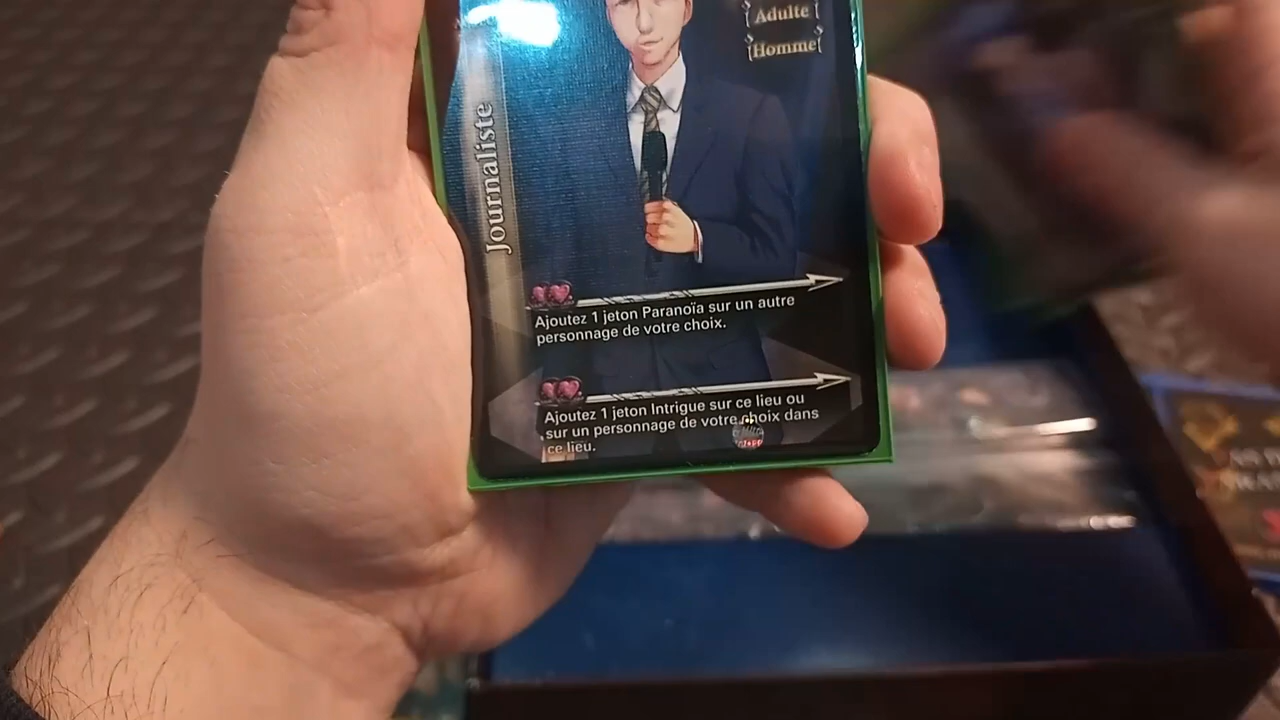 Adulte
Homme
Journaliste
Ajoutez 1 jeton Paranoïa sur un autre
personnage de votre choix.
Ajoutez 1 jeton Intrigue sur ce lieu ou
sur un personnage de votre choix dans
ce lieu.